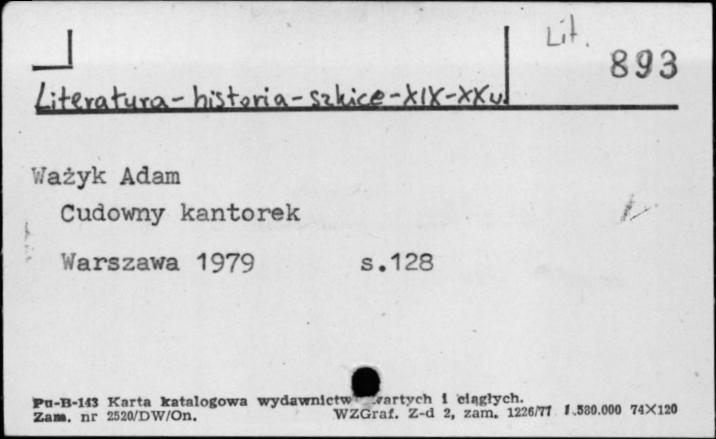 Lit.
893
Literatura-historia-szkice-XIX-XXw
Ważyk Adam
Cudowny kantorek
Warszawa 1979 s.128
Pu-B-143 Karta katalogowa wydawnictw zwartych i ciągłych.
Zam. nr 2520/DW/On. WZGraf. Z-d 2, zam. 1226/77 1.580.000 74X120